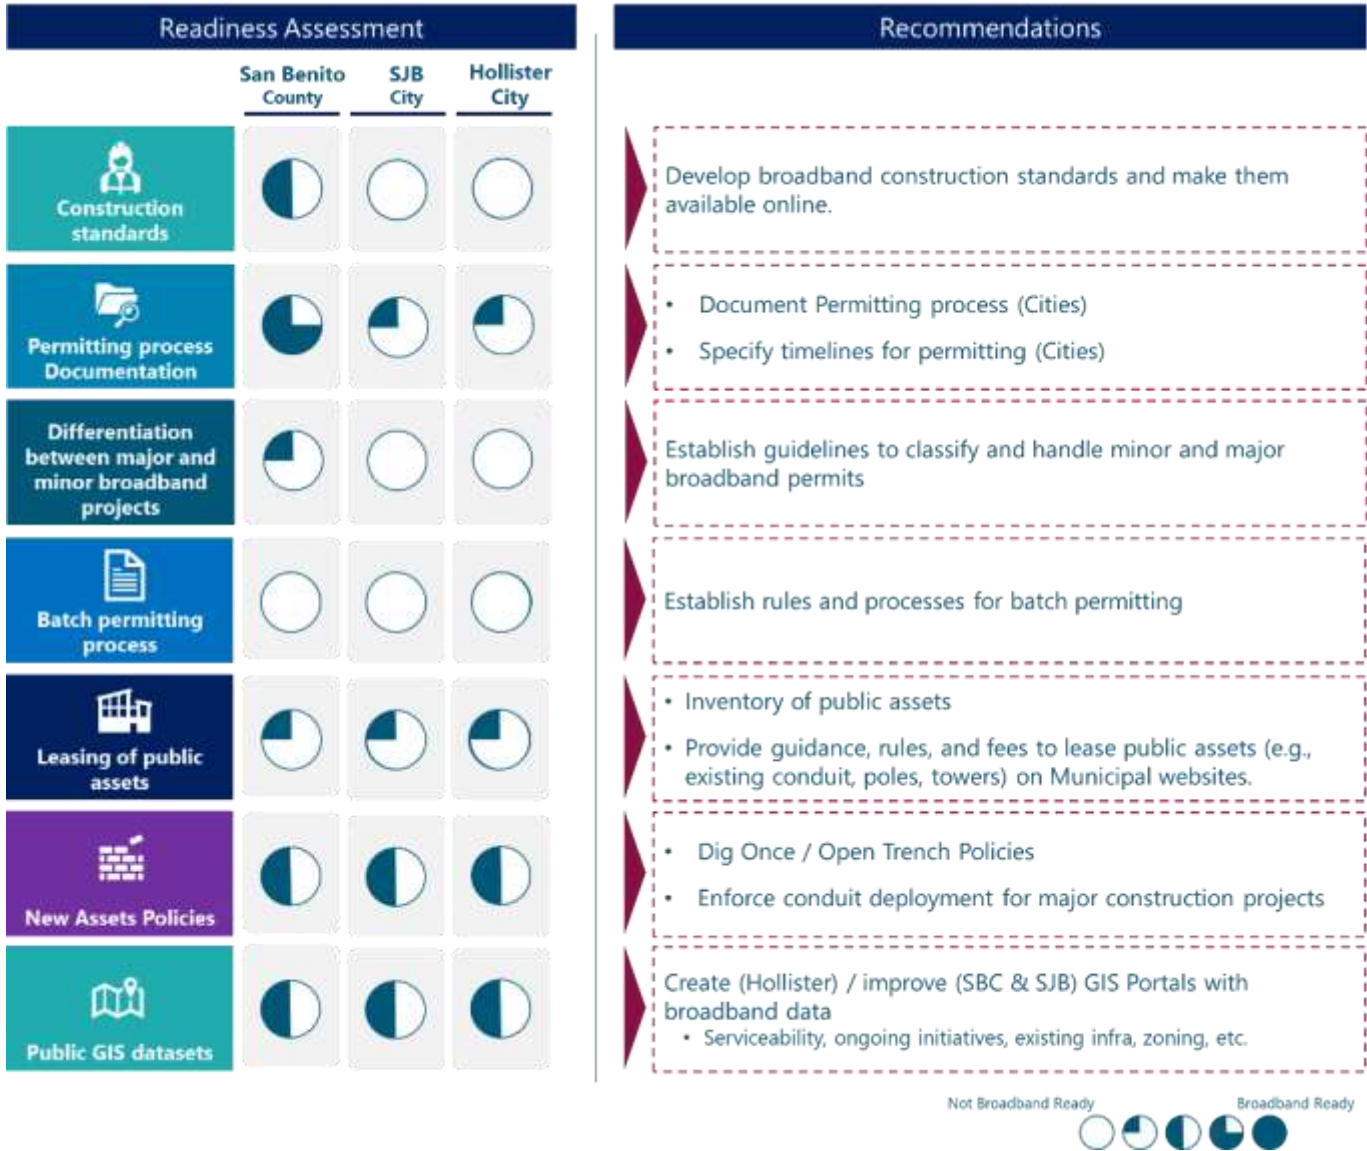 Readiness Assessment
Recommendations
San Benito
County
SJB
City
Hollister
City
Construction
standards
Develop broadband construction standards and make them
available online.
Permitting process
Documentation
• Document Permitting process (Cities)
• Specify timelines for permitting (Cities)
Differentiation
between major and
minor broadband
projects
Establish guidelines to classify and handle minor and major
broadband permits
Batch permitting
process
Establish rules and processes for batch permitting
Leasing of public
assets
• Inventory of public assets
• Provide guidance, rules, and fees to lease public assets (e.g.,
existing conduit, poles, towers) on Municipal websites.
New Assets Policies
• Dig Once / Open Trench Policies
• Enforce conduit deployment for major construction projects
Public GIS datasets
Create (Hollister) / improve (SBC & SJB) GIS Portals with
broadband data
• Serviceability, ongoing initiatives, existing infra, zoning, etc.
Not Broadband Ready
Broadband Ready